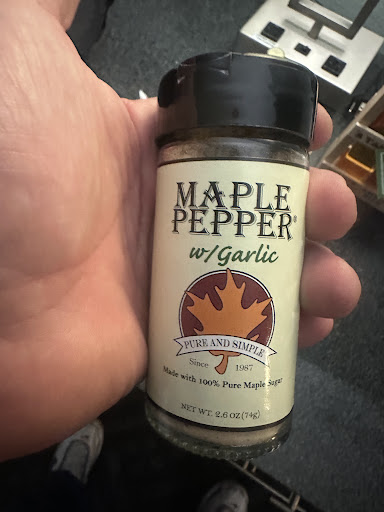 MAPLE
PEPPER®
w/Garlic
PURE AND SIMPLE
Since 1987
Made with 100% Pure Maple Sugar
NET WT. 2.6 OZ (74g)